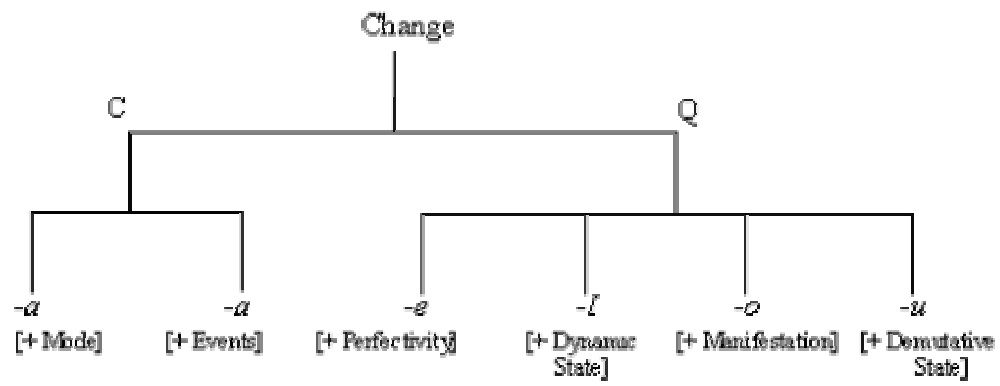 Change
C Q
-a -a -e -I -o -u
[+ Mode] [+ Events] [+ Perfectivity] [+ Dynamic [+ Manifestation] [+ Demutative
State] State]